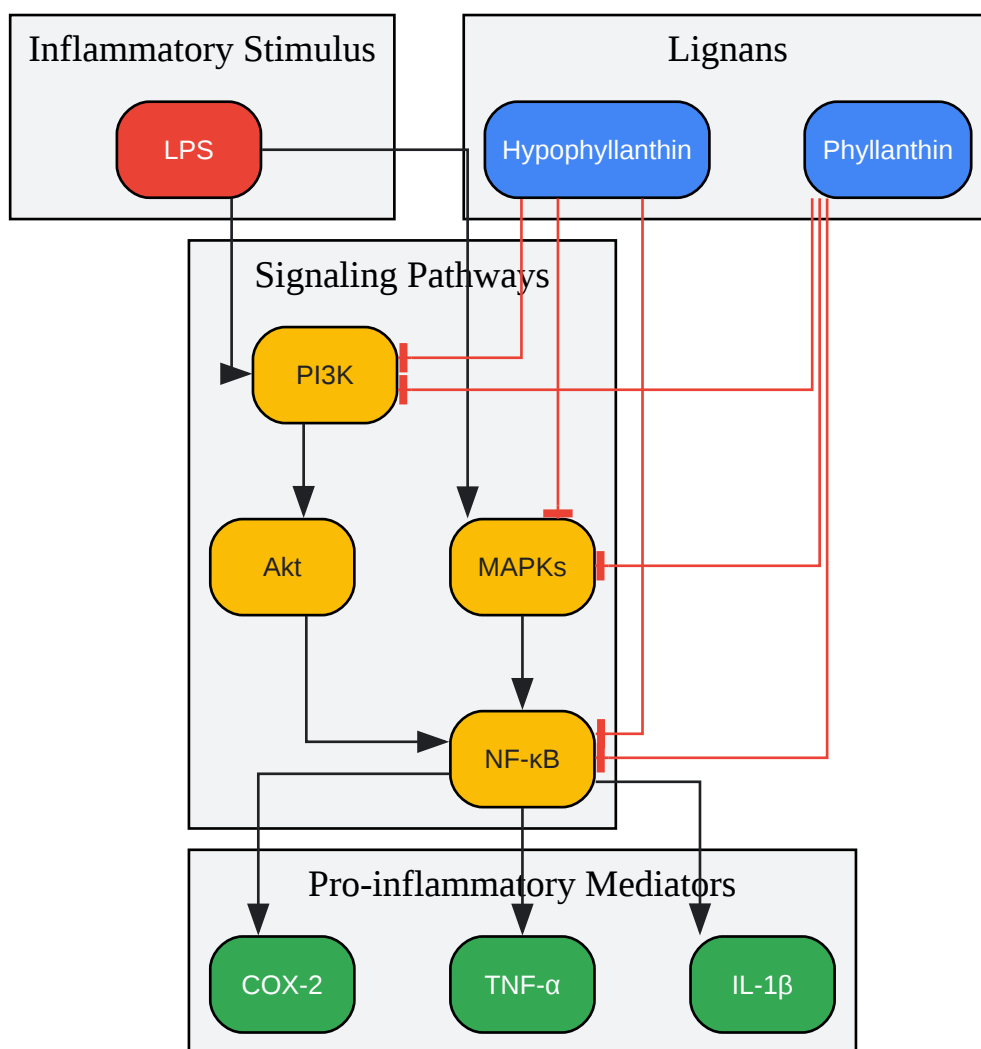 Inflammatory Stimulus
Lignans
LPS
Hypophyllanthin
Phyllanthin
Signaling Pathways
PI3K
Akt
MAPKs
NF-κB
Pro-inflammatory Mediators
COX-2
TNF-α
IL-1β